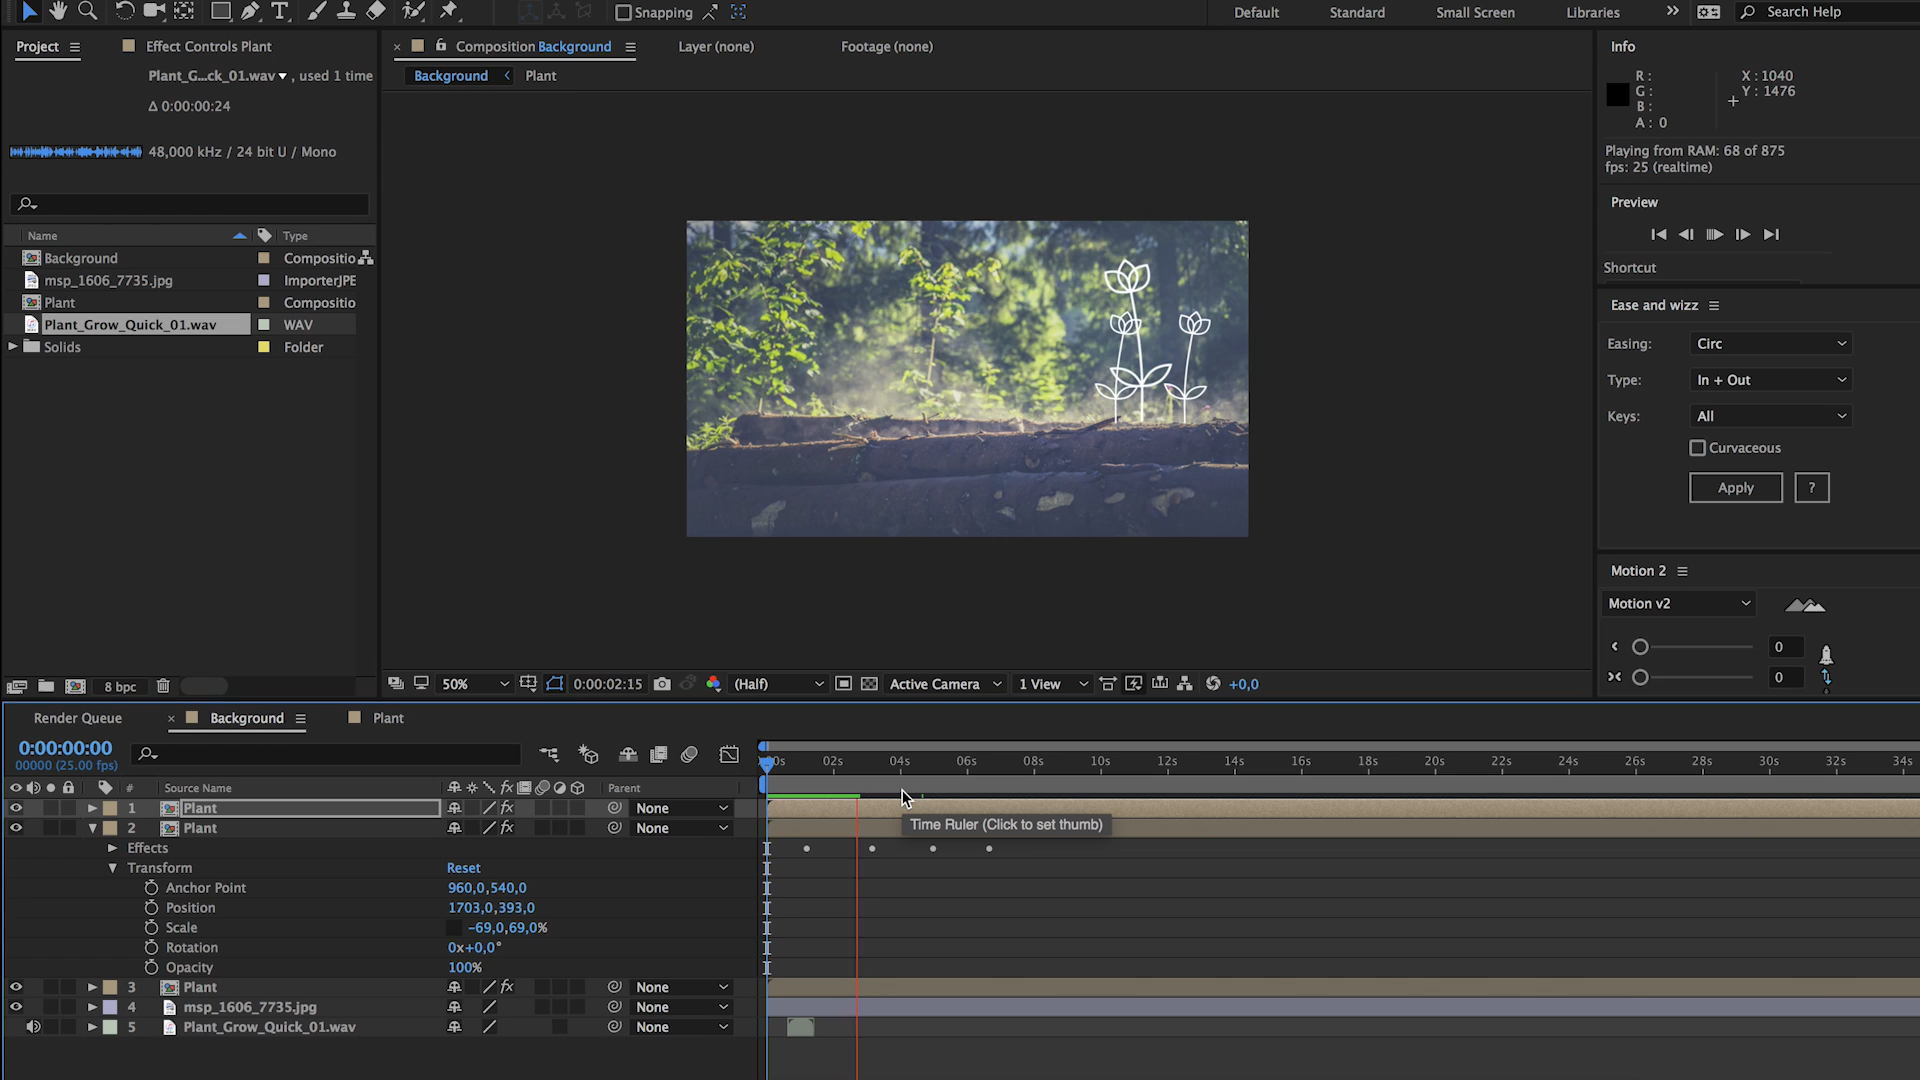 Snapping
Default
Standard
Small Screen
Libraries
Search Help
Project
Effect Controls Plant
Plant_G...ck_01.wav , used 1 time
Δ 0:00:00:24
48,000 kHz / 24 bit U / Mono
Name
Type
Background
Compositio
msp_1606_7735.jpg
ImporterJPE
Plant
Compositio
Plant_Grow_Quick_01.wav
WAV
Solids
Folder
8 bpc
Composition Background
Layer (none)
Footage (none)
Background
Plant
50%
0:00:02:15
(Half)
Active Camera
1 View
+0,0
Info
R :
G :
B :
A : 0
X : 1040
Y : 1476
Playing from RAM: 68 of 875
fps: 25 (realtime)
Preview
Shortcut
Ease and wizz
Easing:
Circ
Type:
In + Out
Keys:
All
Curvaceous
Apply
?
Motion 2
Motion v2
0
0
Render Queue
Background
Plant
0:00:00:00
00000 (25.00 fps)
02s 04s 06s 08s 10s 12s 14s 16s 18s 20s 22s 24s 26s 28s 30s 32s 34s
# Source Name
fx
Parent
1 Plant fx None
2 Plant fx None
Time Ruler (Click to set thumb)
Effects
Transform Reset
Anchor Point 960,0,540,0
Position 1703,0,393,0
Scale -69,0,69,0%
Rotation 0x+0,0°
Opacity 100%
3 Plant fx None
4 msp_1606_7735.jpg None
5 Plant_Grow_Quick_01.wav None